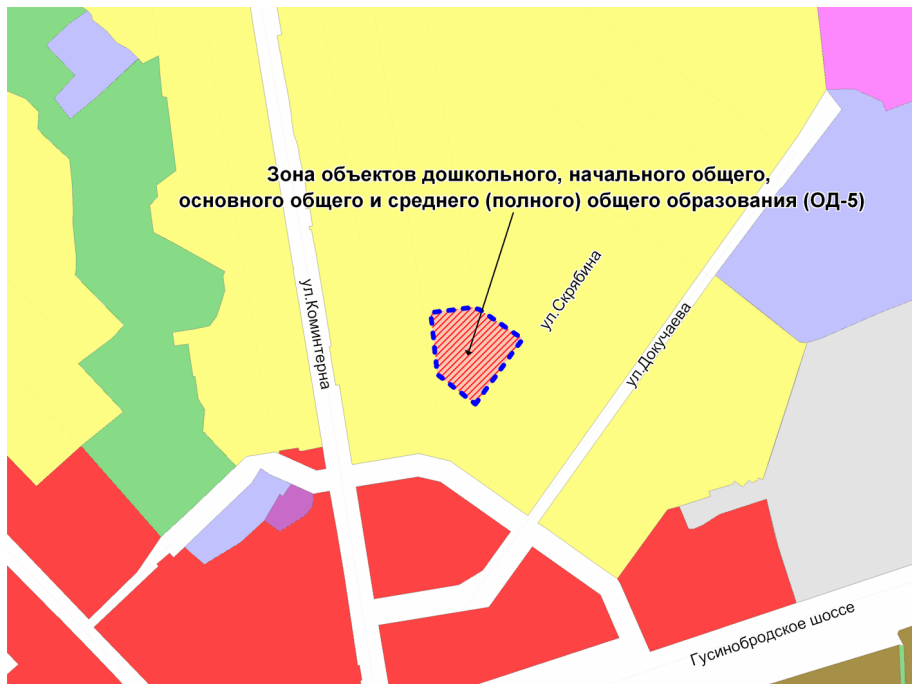 Зона объектов дошкольного, начального общего,
основного общего и среднего (полного) общего образования (ОД-5)
ул.Скрябина
ул.Коминтерна
ул.Докучаева
Гусинобродское шоссе